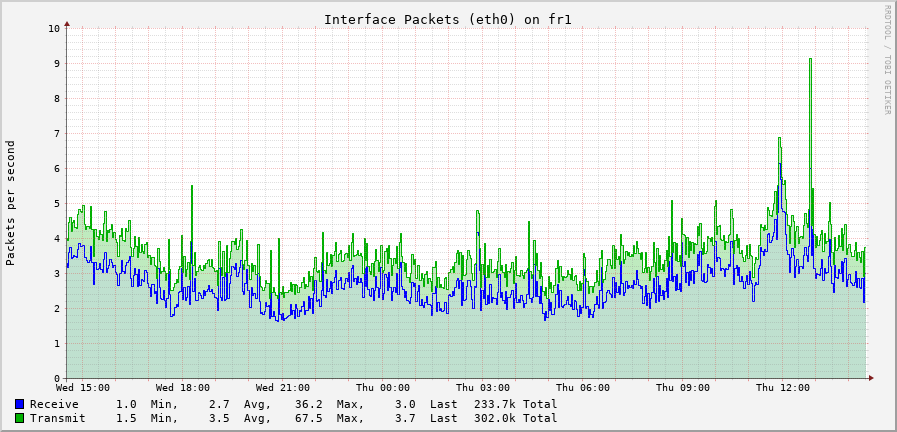 Interface Packets (eth0) on fr1
RRDTOOL / TOBI OETIKER
Packets per second
10
9
8
7
6
5
4
3
2
1
0
Wed 15:00 Wed 18:00 Wed 21:00 Thu 00:00 Thu 03:00 Thu 06:00 Thu 09:00 Thu 12:00
Receive 1.0 Min, 2.7 Avg, 36.2 Max, 3.0 Last 233.7k Total
Transmit 1.5 Min, 3.5 Avg, 67.5 Max, 3.7 Last 302.0k Total